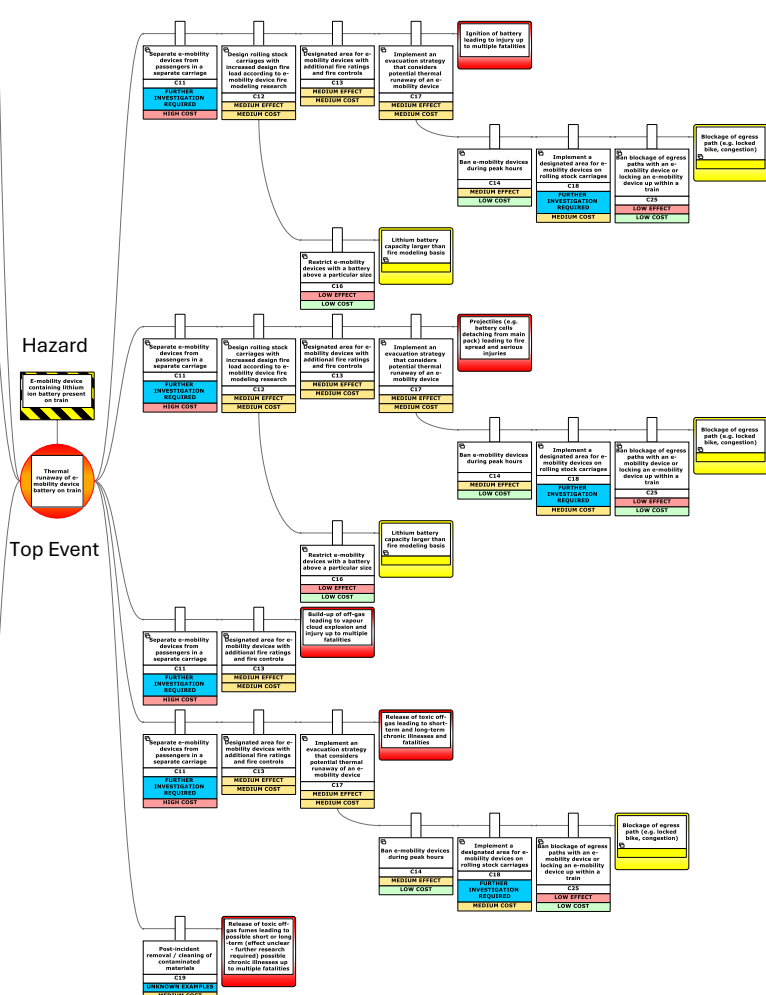 Separate e-mobility
devices from
passengers in a
separate carriage
C11
FURTHER
INVESTIGATION
REQUIRED
HIGH COST
Design rolling stock
carriages with
increased design fire
load according to e-
mobility device fire
modeling research
C12
MEDIUM EFFECT
MEDIUM COST
Designated area for e-
mobility devices with
additional fire ratings
and fire controls
C13
MEDIUM EFFECT
MEDIUM COST
Implement an
evacuation strategy
that considers
potential thermal
runaway of an e-
mobility device
C17
MEDIUM EFFECT
MEDIUM COST
Ignition of battery
leading to injury up
to multiple fatalities
Ban e-mobility devices
during peak hours
C14
MEDIUM EFFECT
LOW COST
Implement a
designated area for e-
mobility devices on
rolling stock carriages
C18
FURTHER
INVESTIGATION
REQUIRED
MEDIUM COST
Ban blockage of egress
paths with an e-
mobility device or
locking an e-mobility
device up within a
train
C25
LOW EFFECT
LOW COST
Blockage of egress
path (e.g. locked
bike, congestion)
Restrict e-mobility
devices with a battery
above a particular size
C16
LOW EFFECT
LOW COST
Lithium battery
capacity larger than
fire modeling basis
Hazard
E-mobility device
containing lithium
ion battery present
on train
Thermal
runaway of e-
mobility device
battery on train
Top Event
Separate e-mobility
devices from
passengers in a
separate carriage
C11
FURTHER
INVESTIGATION
REQUIRED
HIGH COST
Design rolling stock
carriages with
increased design fire
load according to e-
mobility device fire
modeling research
C12
MEDIUM EFFECT
MEDIUM COST
Designated area for e-
mobility devices with
additional fire ratings
and fire controls
C13
MEDIUM EFFECT
MEDIUM COST
Implement an
evacuation strategy
that considers
potential thermal
runaway of an e-
mobility device
C17
MEDIUM EFFECT
MEDIUM COST
Projectiles (e.g.
battery cells
detaching from main
pack) leading to fire
spread and serious
injuries
Ban e-mobility devices
during peak hours
C14
MEDIUM EFFECT
LOW COST
Implement a
designated area for e-
mobility devices on
rolling stock carriages
C18
FURTHER
INVESTIGATION
REQUIRED
MEDIUM COST
Ban blockage of egress
paths with an e-
mobility device or
locking an e-mobility
device up within a
train
C25
LOW EFFECT
LOW COST
Blockage of egress
path (e.g. locked
bike, congestion)
Restrict e-mobility
devices with a battery
above a particular size
C16
LOW EFFECT
LOW COST
Lithium battery
capacity larger than
fire modeling basis
Separate e-mobility
devices from
passengers in a
separate carriage
C11
FURTHER
INVESTIGATION
REQUIRED
HIGH COST
Designated area for e-
mobility devices with
additional fire ratings
and fire controls
C13
MEDIUM EFFECT
MEDIUM COST
Build-up of off-gas
leading to vapour
cloud explosion and
injury up to multiple
fatalities
Separate e-mobility
devices from
passengers in a
separate carriage
C11
FURTHER
INVESTIGATION
REQUIRED
HIGH COST
Designated area for e-
mobility devices with
additional fire ratings
and fire controls
C13
MEDIUM EFFECT
MEDIUM COST
Implement an
evacuation strategy
that considers
potential thermal
runaway of an e-
mobility device
C17
MEDIUM EFFECT
MEDIUM COST
Release of toxic off-
gas leading to short-
term and long-term
chronic illnesses and
fatalities
Ban e-mobility devices
during peak hours
C14
MEDIUM EFFECT
LOW COST
Implement a
designated area for e-
mobility devices on
rolling stock carriages
C18
FURTHER
INVESTIGATION
REQUIRED
MEDIUM COST
Ban blockage of egress
paths with an e-
mobility device or
locking an e-mobility
device up within a
train
C25
LOW EFFECT
LOW COST
Blockage of egress
path (e.g. locked
bike, congestion)
Post-incident
removal / cleaning of
contaminated
materials
C19
UNKNOWN EXAMPLES
MEDIUM COST
Release of toxic off-
gas fumes leading to
possible short or long
-term (effect unclear
- further research
required) possible
chronic illnesses up
to multiple fatalities